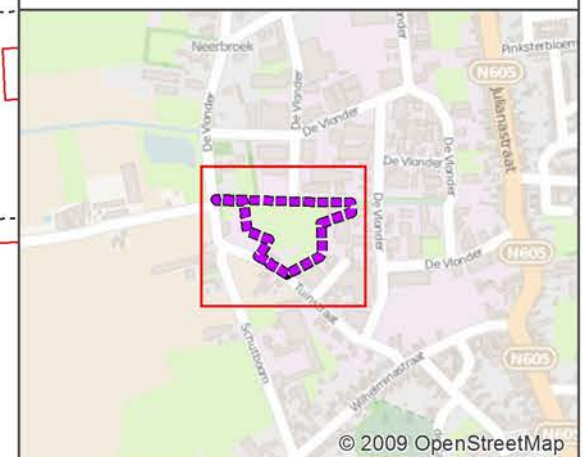 Neerbroek
De Vlonder
De Vlonder
De Vlonder
Pinksterbloem
N605
Julianastraat
De Vlonder
De Vlonder
De Vlonder
De Vlonder
Tuinstraat
N605
Schutboom
Wilhelminastraat
N605
© 2009 OpenStreetMap